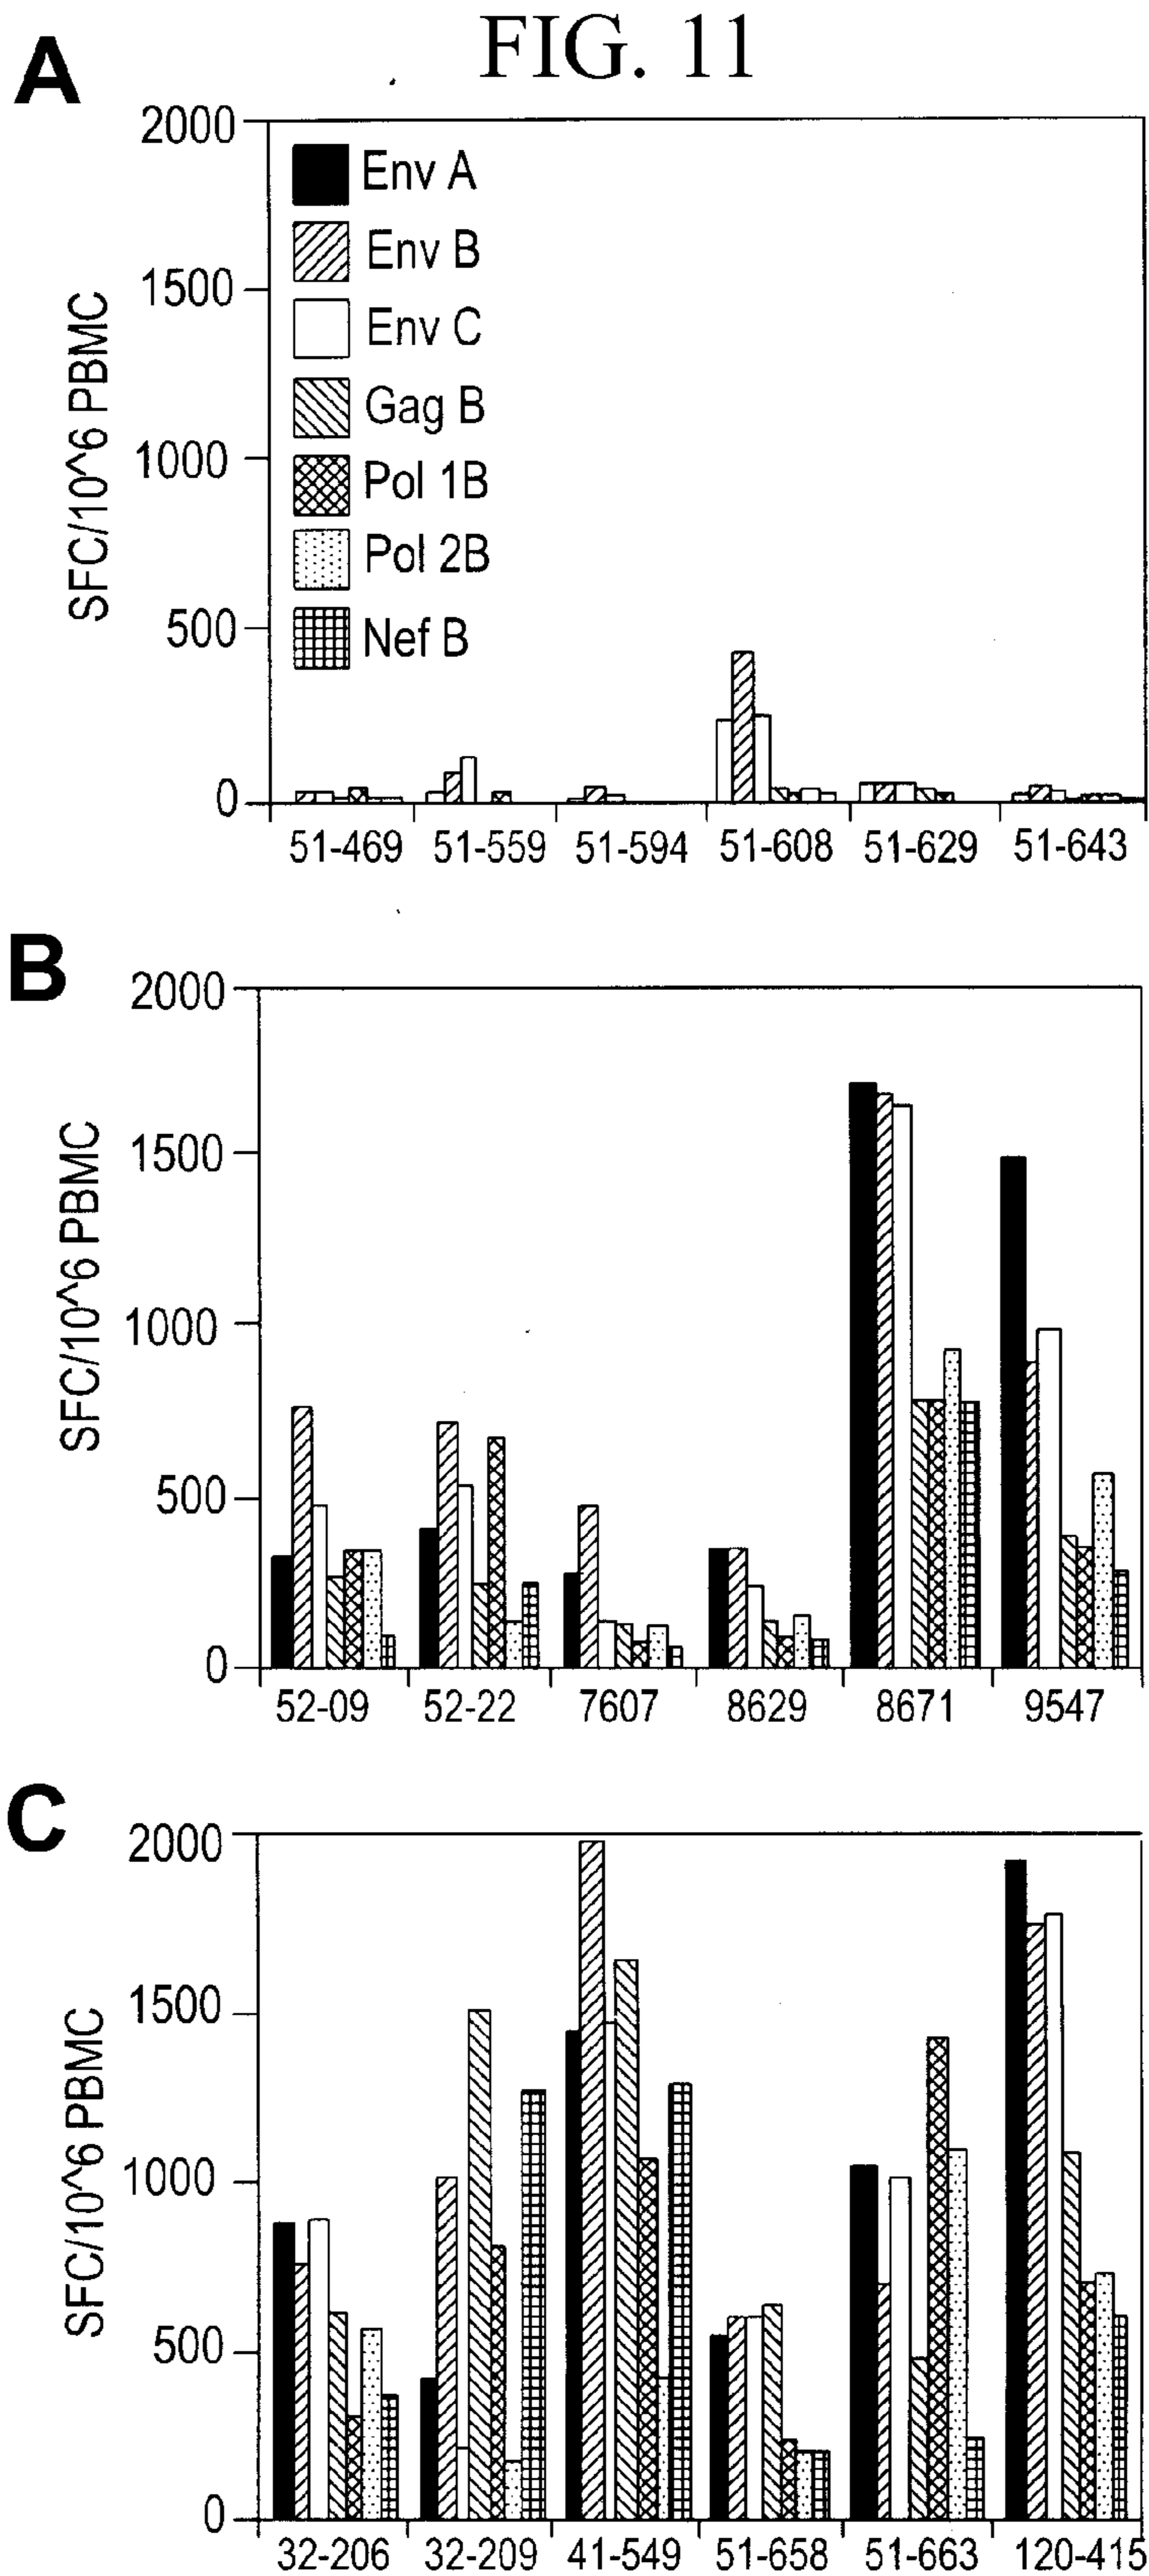 FIG. 11
A
2000
1500
1000
500
0
SFC/10^6 PBMC
Env A
Env B
Env C
Gag B
Pol 1B
Pol 2B
Nef B
51-469 51-559 51-594 51-608 51-629 51-643
B
2000
1500
1000
500
0
SFC/10^6 PBMC
52-09 52-22 7607 8629 8671 9547
C
2000
1500
1000
500
0
SFC/10^6 PBMC
32-206 32-209 41-549 51-658 51-663 120-415